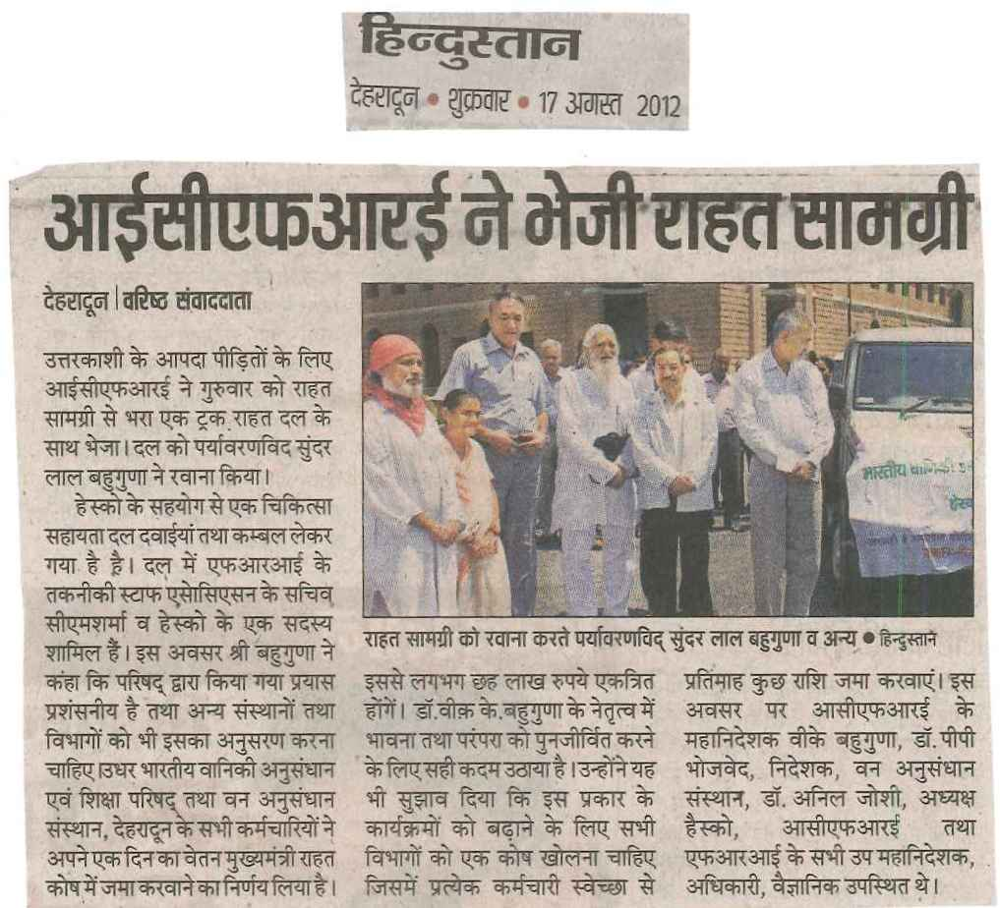 हिन्दुस्तान
देहरादून • शुक्रवार • 17 अगस्त 2012
आईसीएफआरई ने भेजी राहत सामग्री
देहरादून | वरिष्ठ संवाददाता
उत्तरकाशी के आपदा पीड़ितों के लिए
आईसीएफआरई ने गुरुवार को राहत
सामग्री से भरा एक ट्रक राहत दल के
साथ भेजा। दल को पर्यावरणविद सुंदर
लाल बहुगुणा ने रवाना किया।
हेस्को के सहयोग से एक चिकित्सा
सहायता दल दवाईयां तथा कम्बल लेकर
गया है है। दल में एफआरआई के
तकनीकी स्टाफ एसोसिएसन के सचिव
सीएमशर्मा व हेस्को के एक सदस्य
शामिल हैं। इस अवसर श्री बहुगुणा ने
कंहा कि परिषद् द्वारा किया गया प्रयास
प्रशंसनीय है तथा अन्य संस्थानों तथा
विभागों को भी इसका अनुसरण करना
चाहिए।उधर भारतीय वानिकी अनुसंधान
एवं शिक्षा परिषद् तथा वन अनुसंधान
संस्थान, देहरादून के सभी कर्मचारियों ने
अपने एक दिन का वेतन मुख्यमंत्री राहत
कोष में जमा करवाने का निर्णय लिया है।
भारतीय वानिकी
राहत सामग्री को रवाना करते पर्यावरणविद् सुंदर लाल बहुगुणा व अन्य • हिन्दुस्तान
इससे लगभग छह लाख रुपये एकत्रित
होंगें। डॉ.वीक के.बहुगुणा के नेतृत्व में
भावना तथा परंपरा को पुनर्जीवित करने
के लिए सही कदम उठाया है। उन्होंने यह
भी सुझाव दिया कि इस प्रकार के
कार्यक्रमों को बढ़ाने के लिए सभी
विभागों को एक कोष खोलना चाहिए
जिसमें प्रत्येक कर्मचारी स्वेच्छा से
प्रतिमाह कुछ राशि जमा करवाएं। इस
अवसर पर आसीएफआरई के
महानिदेशक वीके बहुगुणा, डॉ.पीपी
भोजवेद, निदेशक, वन अनुसंधान
संस्थान, डॉ. अनिल जोशी, अध्यक्ष
हैस्को, आसीएफआरई तथा
एफआरआई के सभी उप महानिदेशक,
अधिकारी, वैज्ञानिक उपस्थित थे।